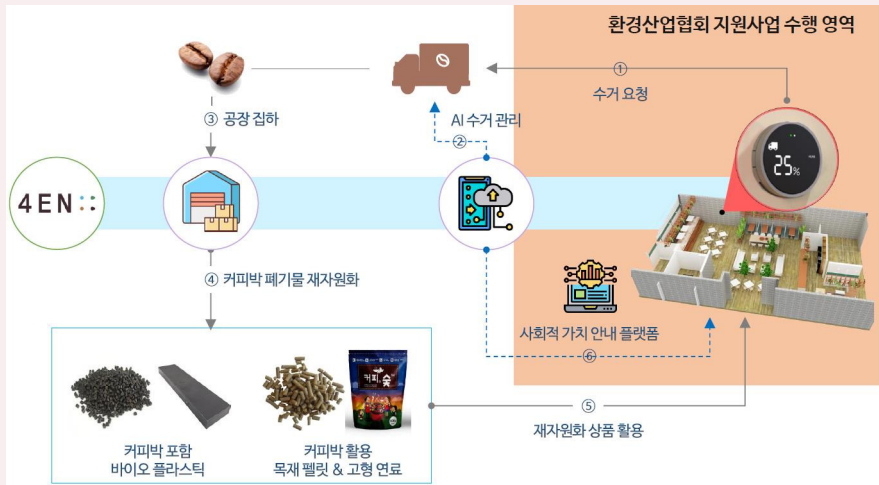 환경산업협회 지원사업 수행 영역
①
수거 요청
③ 공장 집하
AI 수거 관리
②
25%
4EN
④ 커피박 폐기물 재자원화
사회적 가치 안내 플랫폼
⑥
커피 숯
⑤
재자원화 상품 활용
커피박 포함
바이오 플라스틱
커피박 활용
목재 펠릿 & 고형 연료